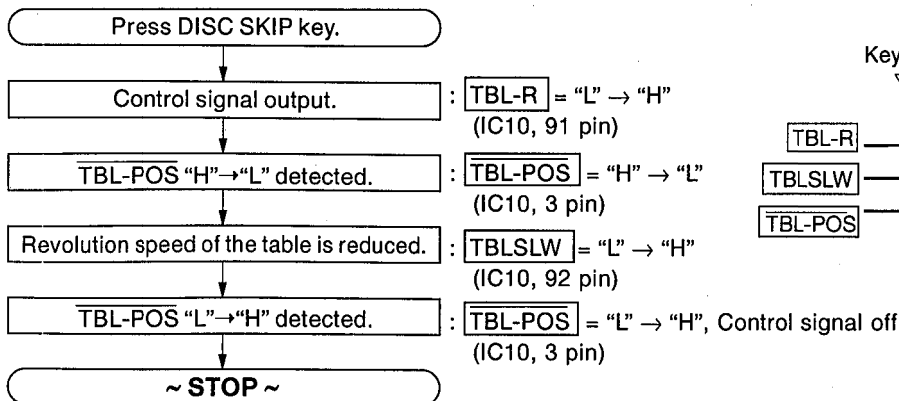 Press DISC SKIP key.
Control signal output. : TBL-R = “L” → “H”
(IC10, 91 pin)
TBL-POS “H”→“L” detected. : TBL-POS = “H” → “L”
(IC10, 3 pin)
Revolution speed of the table is reduced. : TBLSLW = “L” → “H”
(IC10, 92 pin)
TBL-POS “L”→“H” detected. : TBL-POS = “L” → “H”, Control signal off
(IC10, 3 pin)
~ STOP ~
Key
TBL-R
TBLSLW
TBL-POS